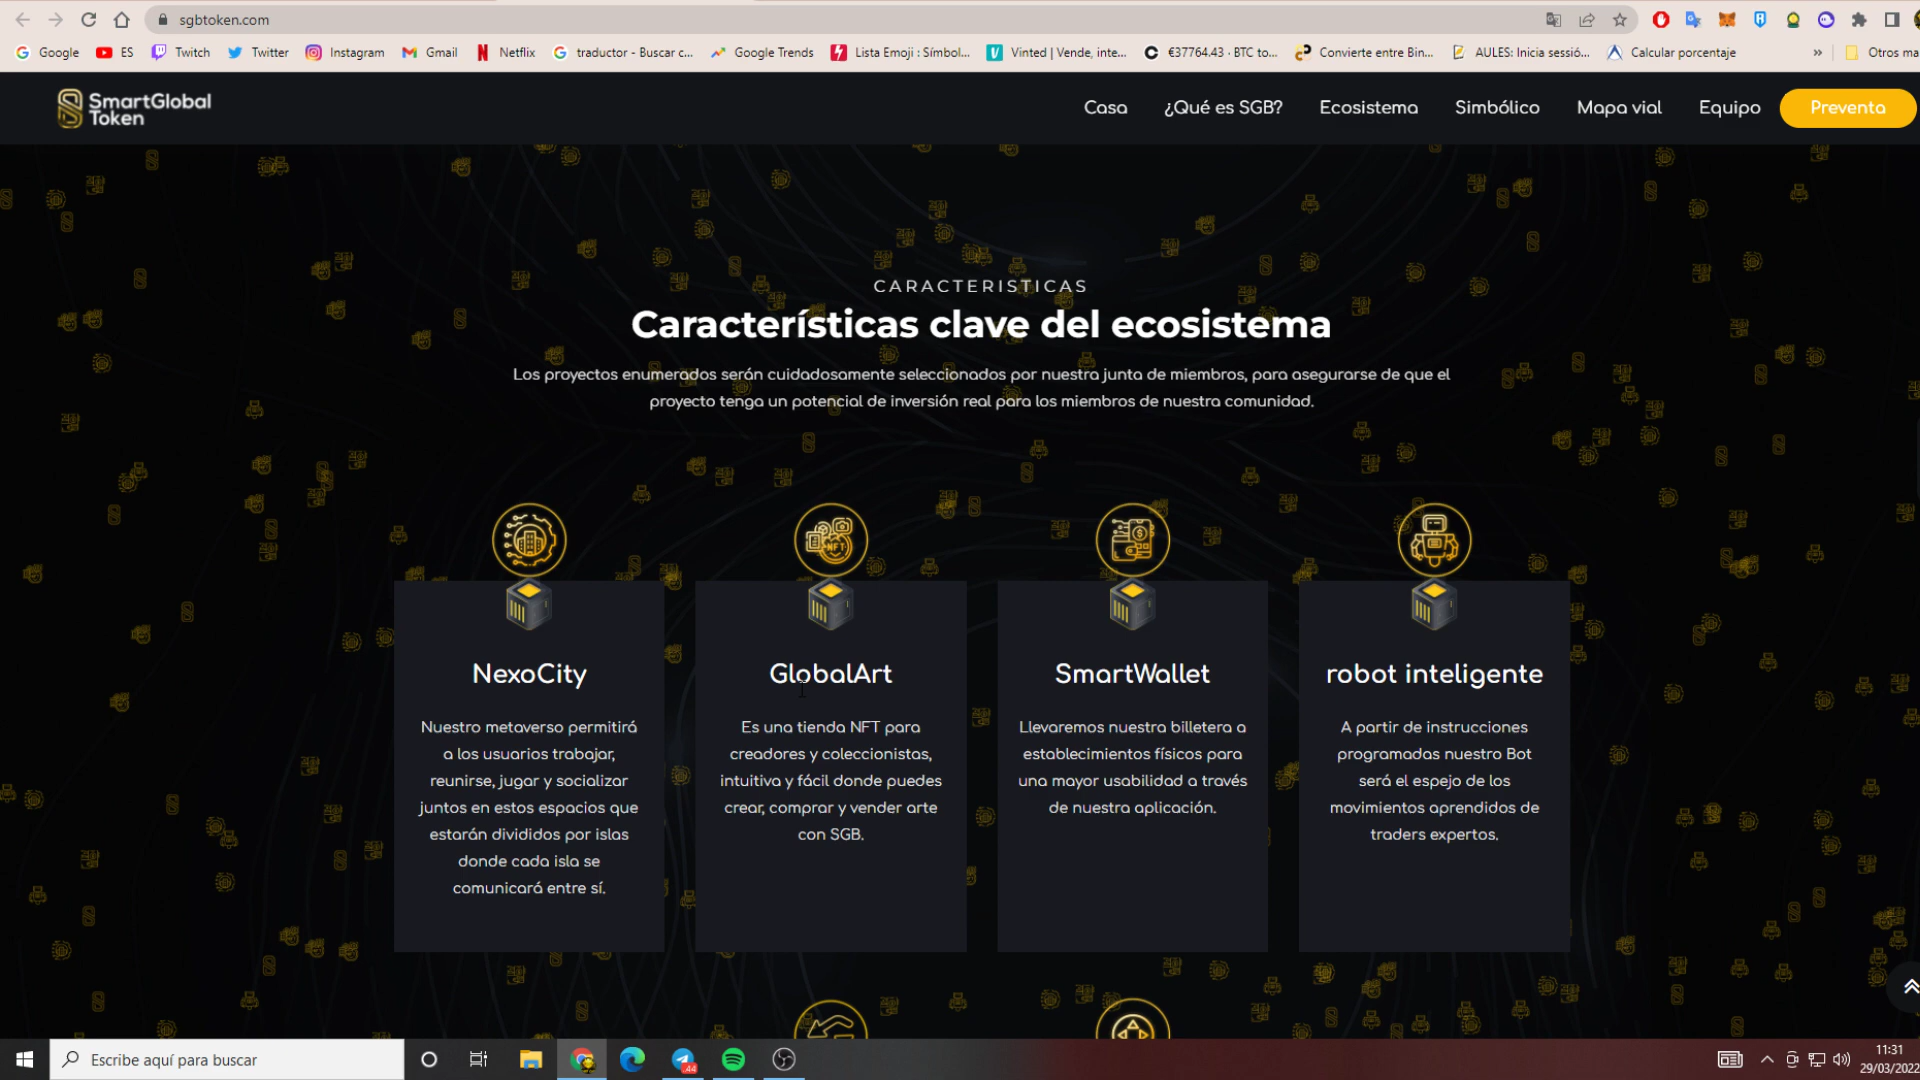 sgbtoken.com
Google ES Twitch Twitter Instagram Gmail Netflix traductor - Buscar c... Google Trends Lista Emoji : Símbol... Vinted | Vende, inte... €37764.43 · BTC to... Convierte entre Bin... AULES: Inicia sessió... Calcular porcentaje » Otros ma
SmartGlobal
Token
Casa ¿Qué es SGB? Ecosistema Simbólico Mapa vial Equipo Preventa
CARACTERISTICAS
Características clave del ecosistema
Los proyectos enumerados serán cuidadosamente seleccionados por nuestra junta de miembros, para asegurarse de que el
proyecto tenga un potencial de inversión real para los miembros de nuestra comunidad.
NFT
NexoCity
Nuestro metaverso permitirá
a los usuarios trabajar,
reunirse, jugar y socializar
juntos en estos espacios que
estarán divididos por islas
donde cada isla se
comunicará entre sí.
GlobalArt
Es una tienda NFT para
creadores y coleccionistas,
intuitiva y fácil donde puedes
crear, comprar y vender arte
con SGB.
SmartWallet
Llevaremos nuestra billetera a
establecimientos físicos para
una mayor usabilidad a través
de nuestra aplicación.
robot inteligente
A partir de instrucciones
programadas nuestro Bot
será el espejo de los
movimientos aprendidos de
traders expertos.
Escribe aquí para buscar
44
11:31
29/03/2022